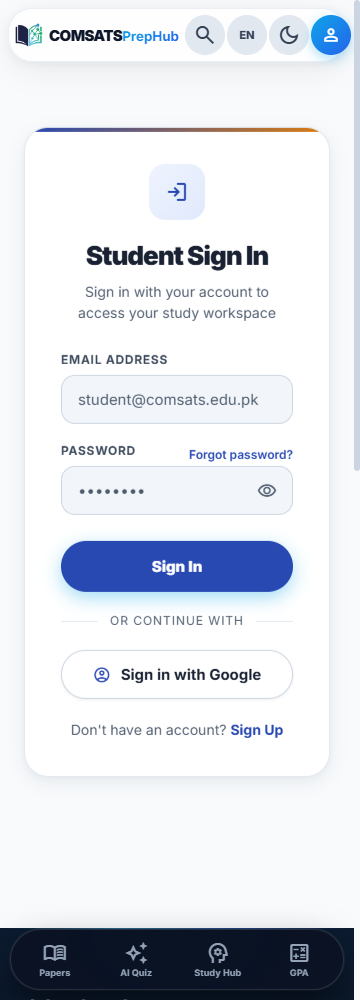 COMSATSPrepHub EN
Student Sign In
Sign in with your account to
access your study workspace
EMAIL ADDRESS
student@comsats.edu.pk
PASSWORD
Forgot password?
••••••••
Sign In
OR CONTINUE WITH
Sign in with Google
Don't have an account? Sign Up
Papers AI Quiz Study Hub GPA